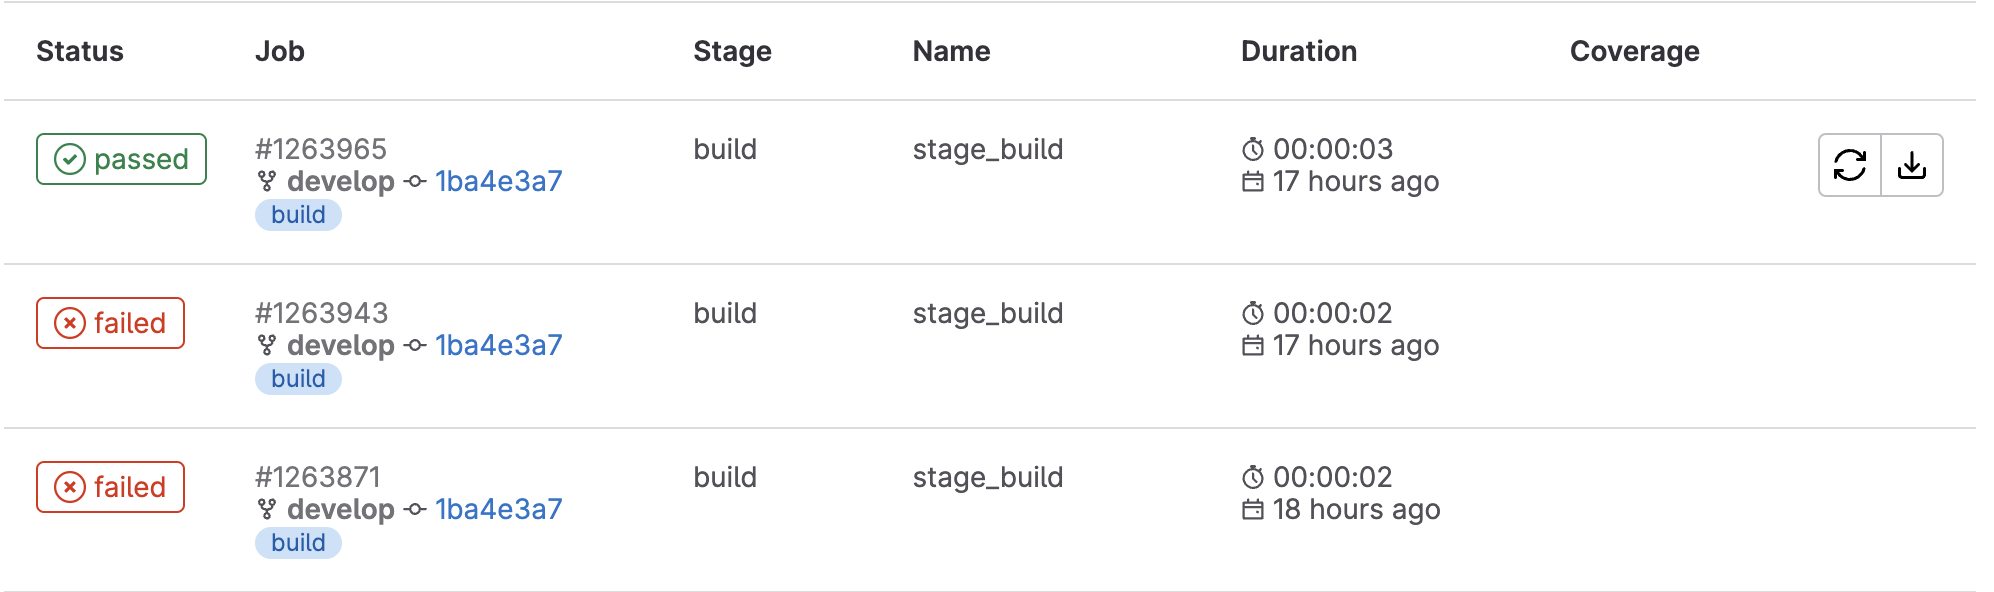 Status Job Stage Name Duration Coverage
passed #1263965 build stage_build 00:00:03
develop 1ba4e3a7 17 hours ago
build
failed #1263943 build stage_build 00:00:02
develop 1ba4e3a7 17 hours ago
build
failed #1263871 build stage_build 00:00:02
develop 1ba4e3a7 18 hours ago
build